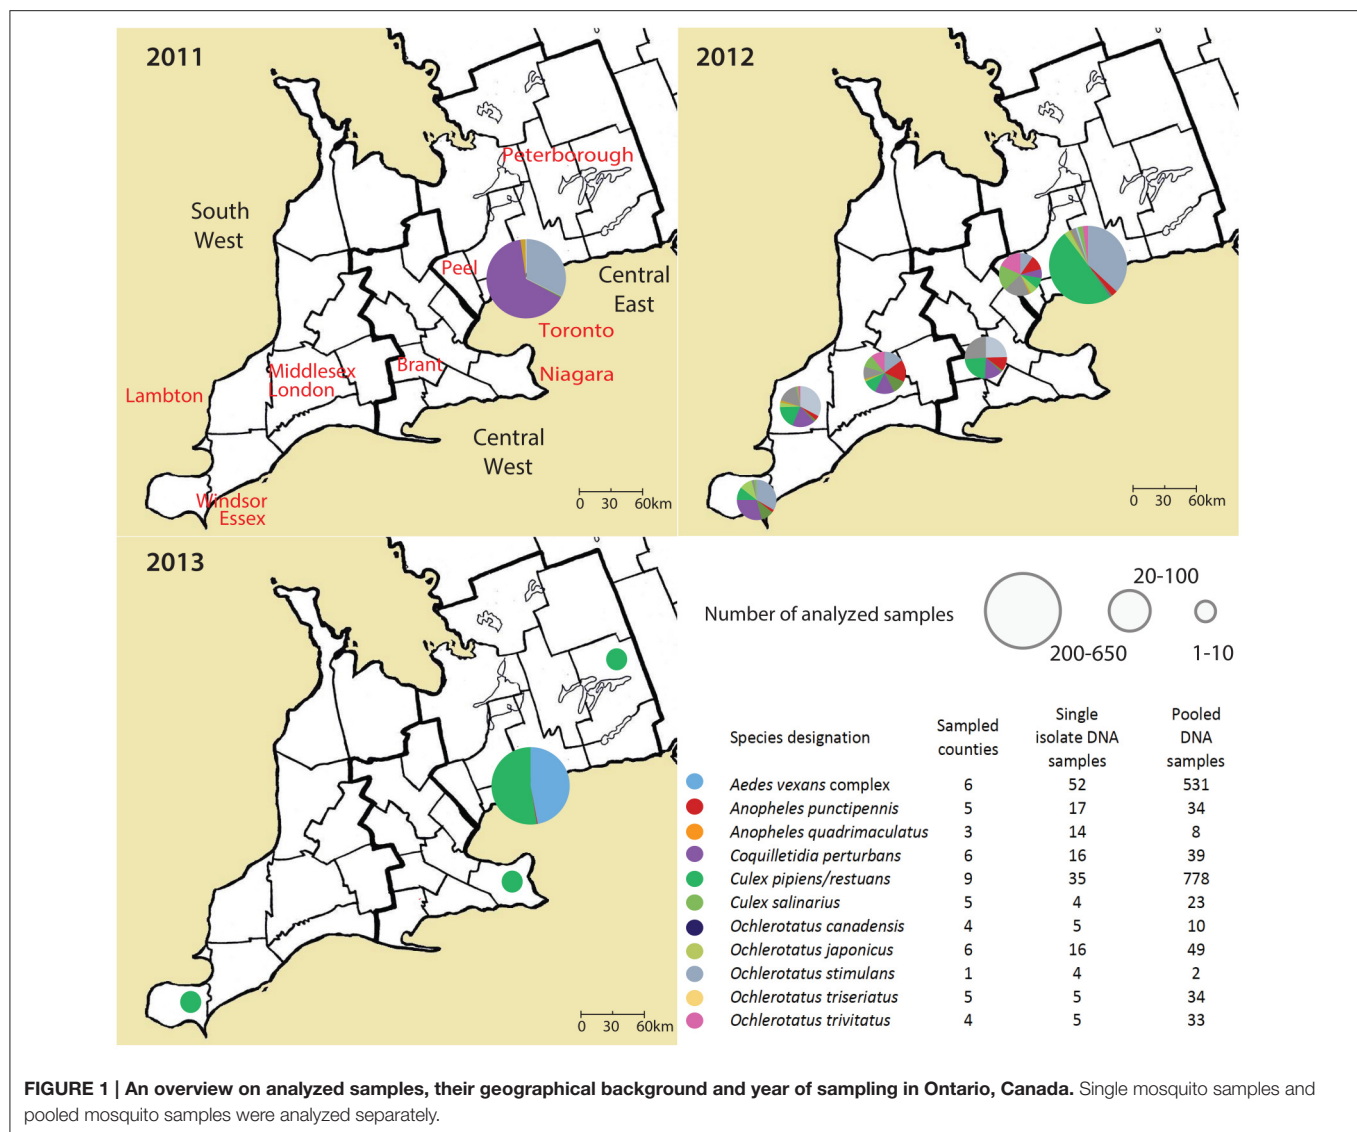 2011
Peterborough
South
West
Peel
Central
East
Toronto
Middlesex
London
Brant
Niagara
Lambton
Central
West
Windsor
Essex
0 30 60km
2012
0 30 60km
2013
0 30 60km
Number of analyzed samples
20-100
200-650
1-10
Species designation Sampled counties Single isolate DNA samples Pooled DNA samples
Aedes vexans complex 6 52 531
Anopheles punctipennis 5 17 34
Anopheles quadrimaculatus 3 14 8
Coquilletidia perturbans 6 16 39
Culex pipiens/restuans 9 35 778
Culex salinarius 5 4 23
Ochlerotatus canadensis 4 5 10
Ochlerotatus japonicus 6 16 49
Ochlerotatus stimulans 1 4 2
Ochlerotatus triseriatus 5 5 34
Ochlerotatus trivitatus 4 5 33
FIGURE 1 | An overview on analyzed samples, their geographical background and year of sampling in Ontario, Canada. Single mosquito samples and
pooled mosquito samples were analyzed separately.